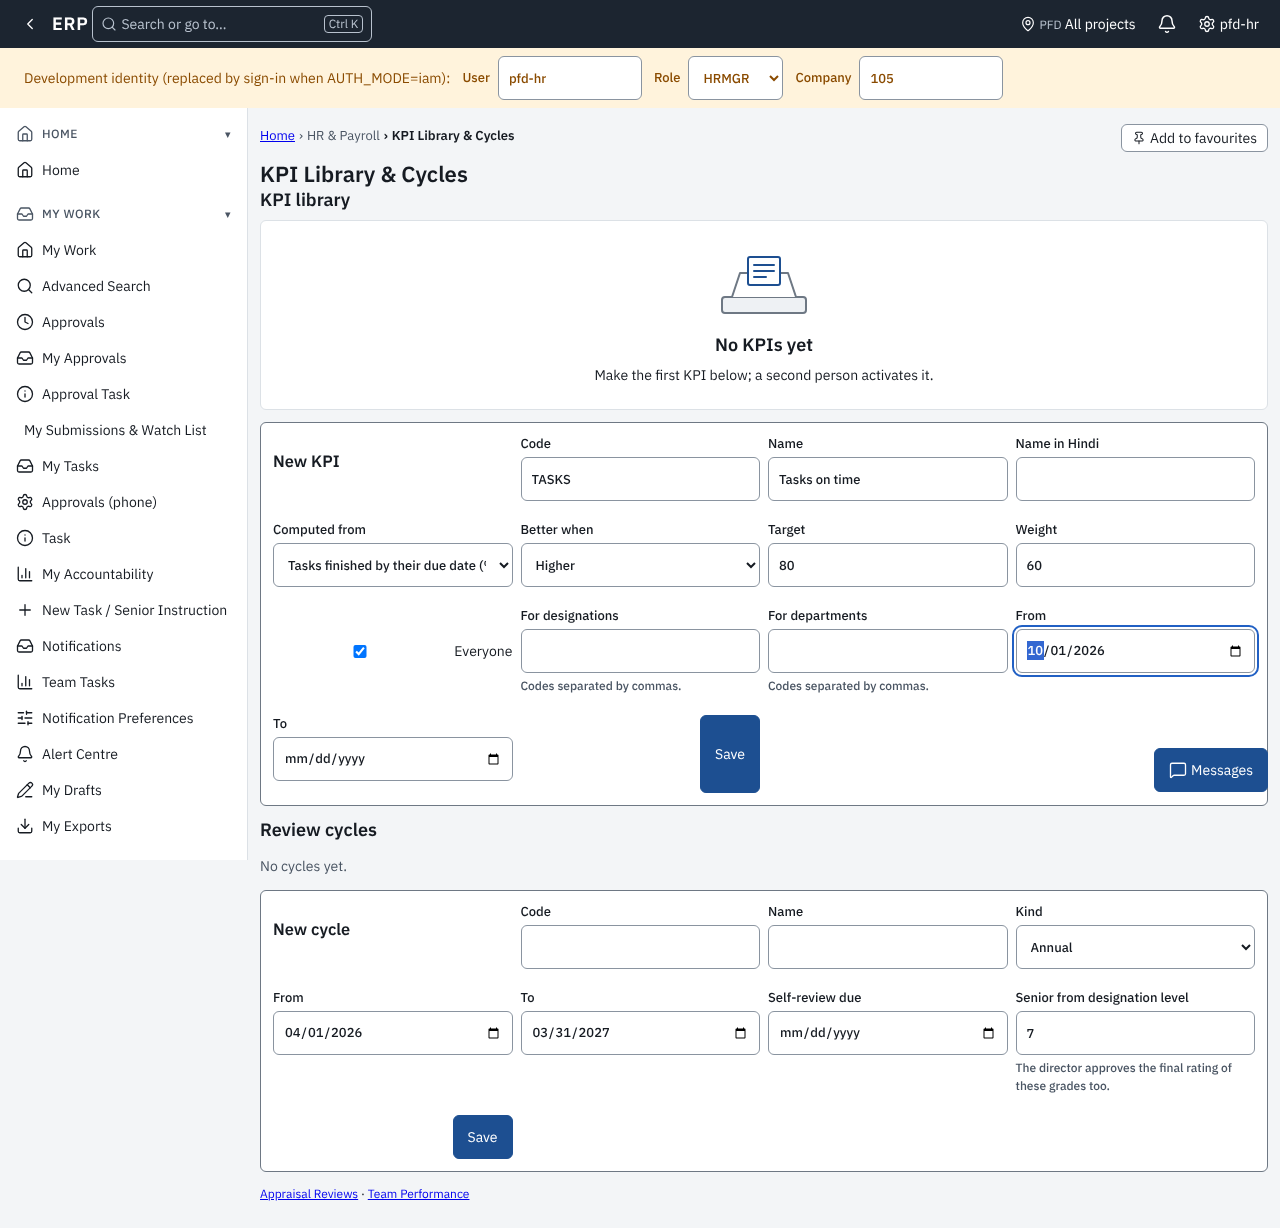 ERP
Search or go to...
Ctrl K
PFD All projects
pfd-hr
Development identity (replaced by sign-in when AUTH_MODE=iam):
User
pfd-hr
Role
HRMGR
Company
105
HOME
Home
MY WORK
My Work
Advanced Search
Approvals
My Approvals
Approval Task
My Submissions & Watch List
My Tasks
Approvals (phone)
Task
My Accountability
New Task / Senior Instruction
Notifications
Team Tasks
Notification Preferences
Alert Centre
My Drafts
My Exports
Home › HR & Payroll › KPI Library & Cycles
Add to favourites
KPI Library & Cycles
KPI library
No KPIs yet
Make the first KPI below; a second person activates it.
New KPI
Code
TASKS
Name
Tasks on time
Name in Hindi
Computed from
Tasks finished by their due date (
Better when
Higher
Target
80
Weight
60
Everyone
For designations
Codes separated by commas.
For departments
Codes separated by commas.
From
10/01/2026
To
mm/dd/yyyy
Save
Messages
Review cycles
No cycles yet.
New cycle
Code
Name
Kind
Annual
From
04/01/2026
To
03/31/2027
Self-review due
mm/dd/yyyy
Senior from designation level
7
The director approves the final rating of
these grades too.
Save
Appraisal Reviews · Team Performance